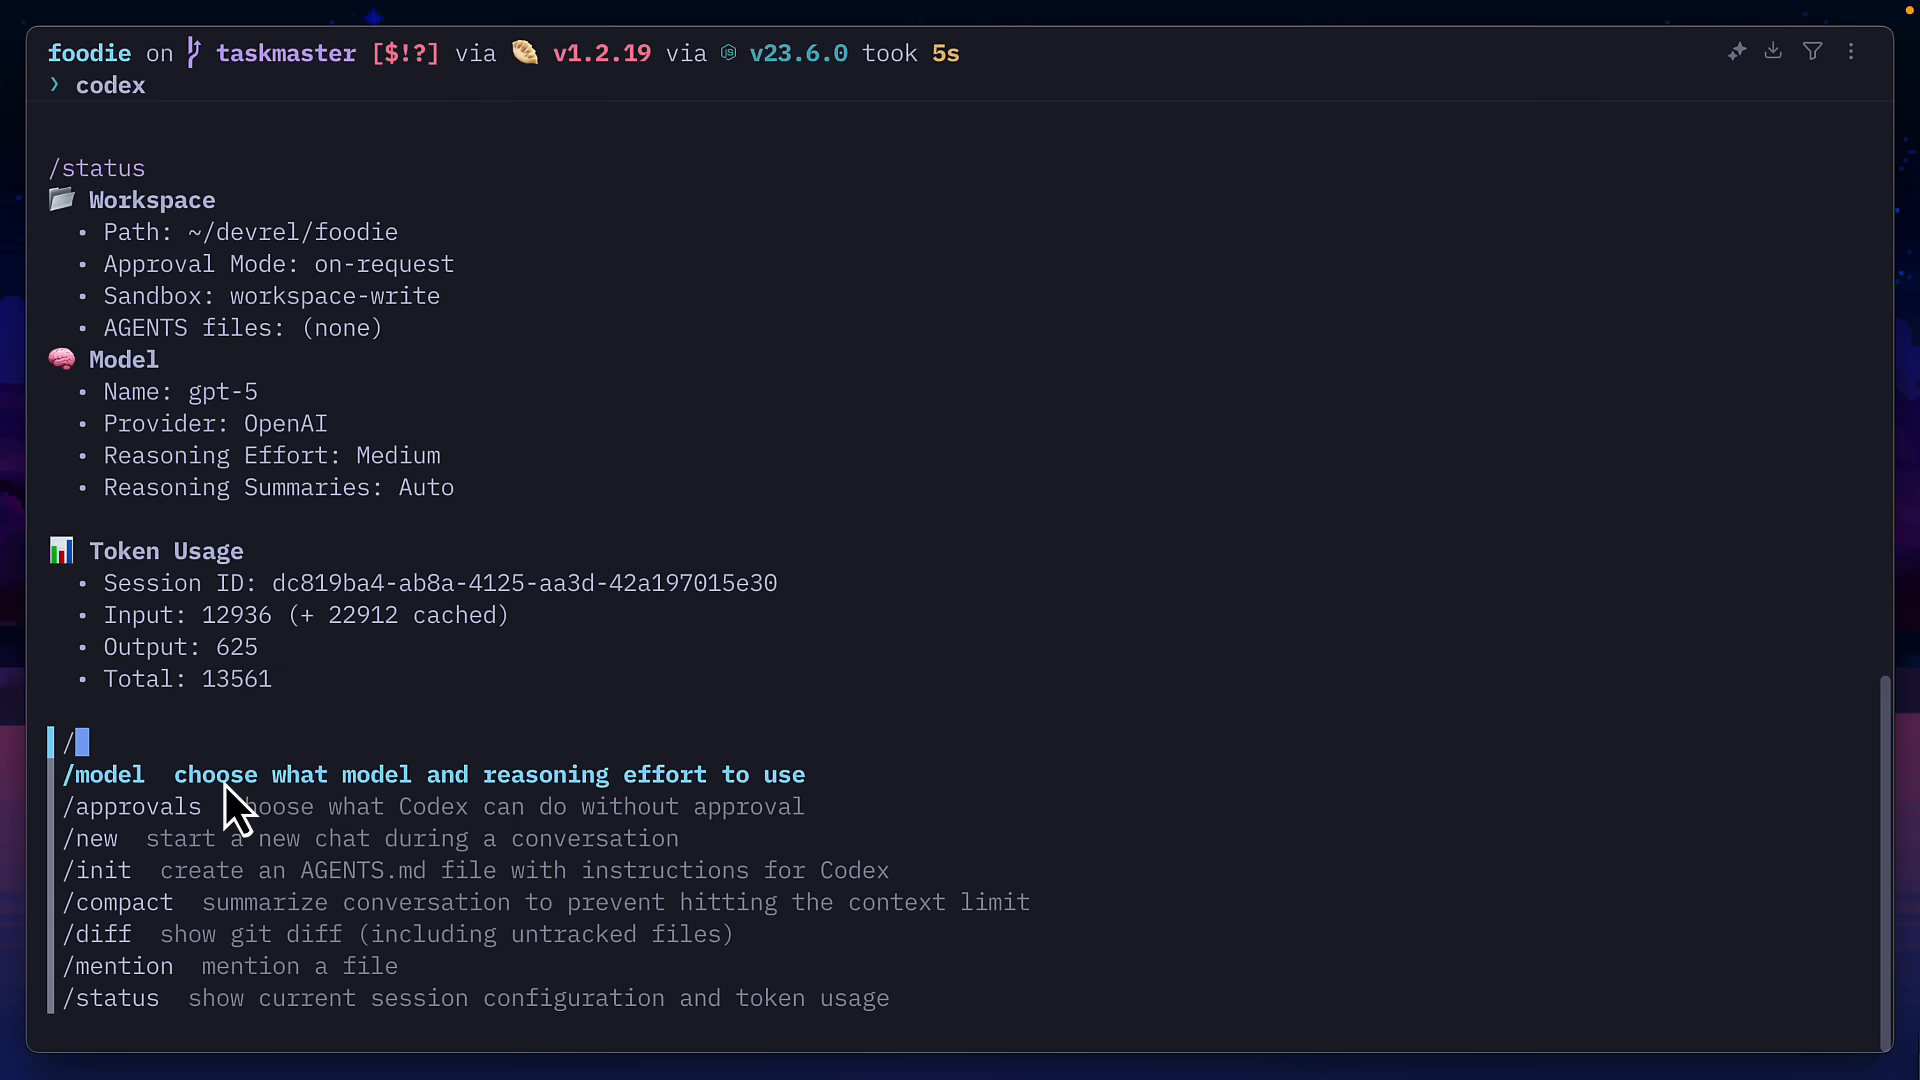 foodie on taskmaster [$!?] via v1.2.19 via v23.6.0 took 5s
❯ codex
/status
Workspace
• Path: ~/devrel/foodie
• Approval Mode: on-request
• Sandbox: workspace-write
• AGENTS files: (none)
Model
• Name: gpt-5
• Provider: OpenAI
• Reasoning Effort: Medium
• Reasoning Summaries: Auto
Token Usage
• Session ID: dc819ba4-ab8a-4125-aa3d-42a197015e30
• Input: 12936 (+ 22912 cached)
• Output: 625
• Total: 13561
/
/model choose what model and reasoning effort to use
/approvals choose what Codex can do without approval
/new start a new chat during a conversation
/init create an AGENTS.md file with instructions for Codex
/compact summarize conversation to prevent hitting the context limit
/diff show git diff (including untracked files)
/mention mention a file
/status show current session configuration and token usage